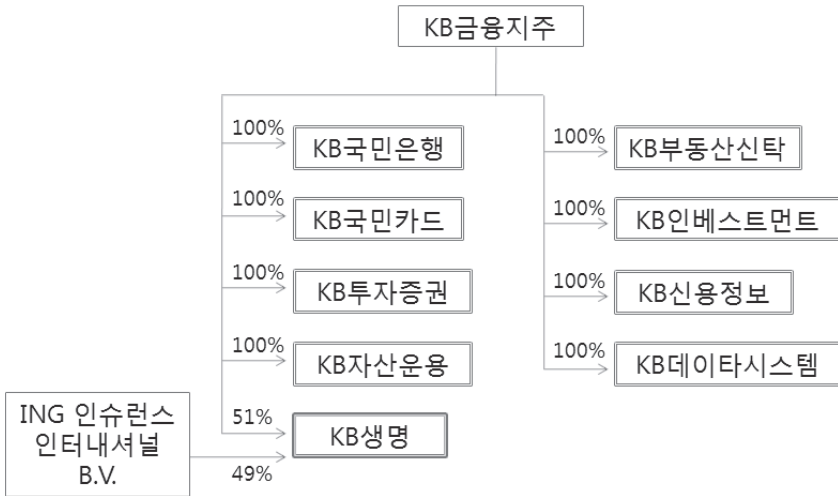 KB금융지주
100%
KB국민은행
100%
KB국민카드
100%
KB투자증권
100%
KB자산운용
51%
KB생명
49%
ING 인슈런스
인터내셔널
B.V.
100%
KB부동산신탁
100%
KB인베스트먼트
100%
KB신용정보
100%
KB데이타시스템